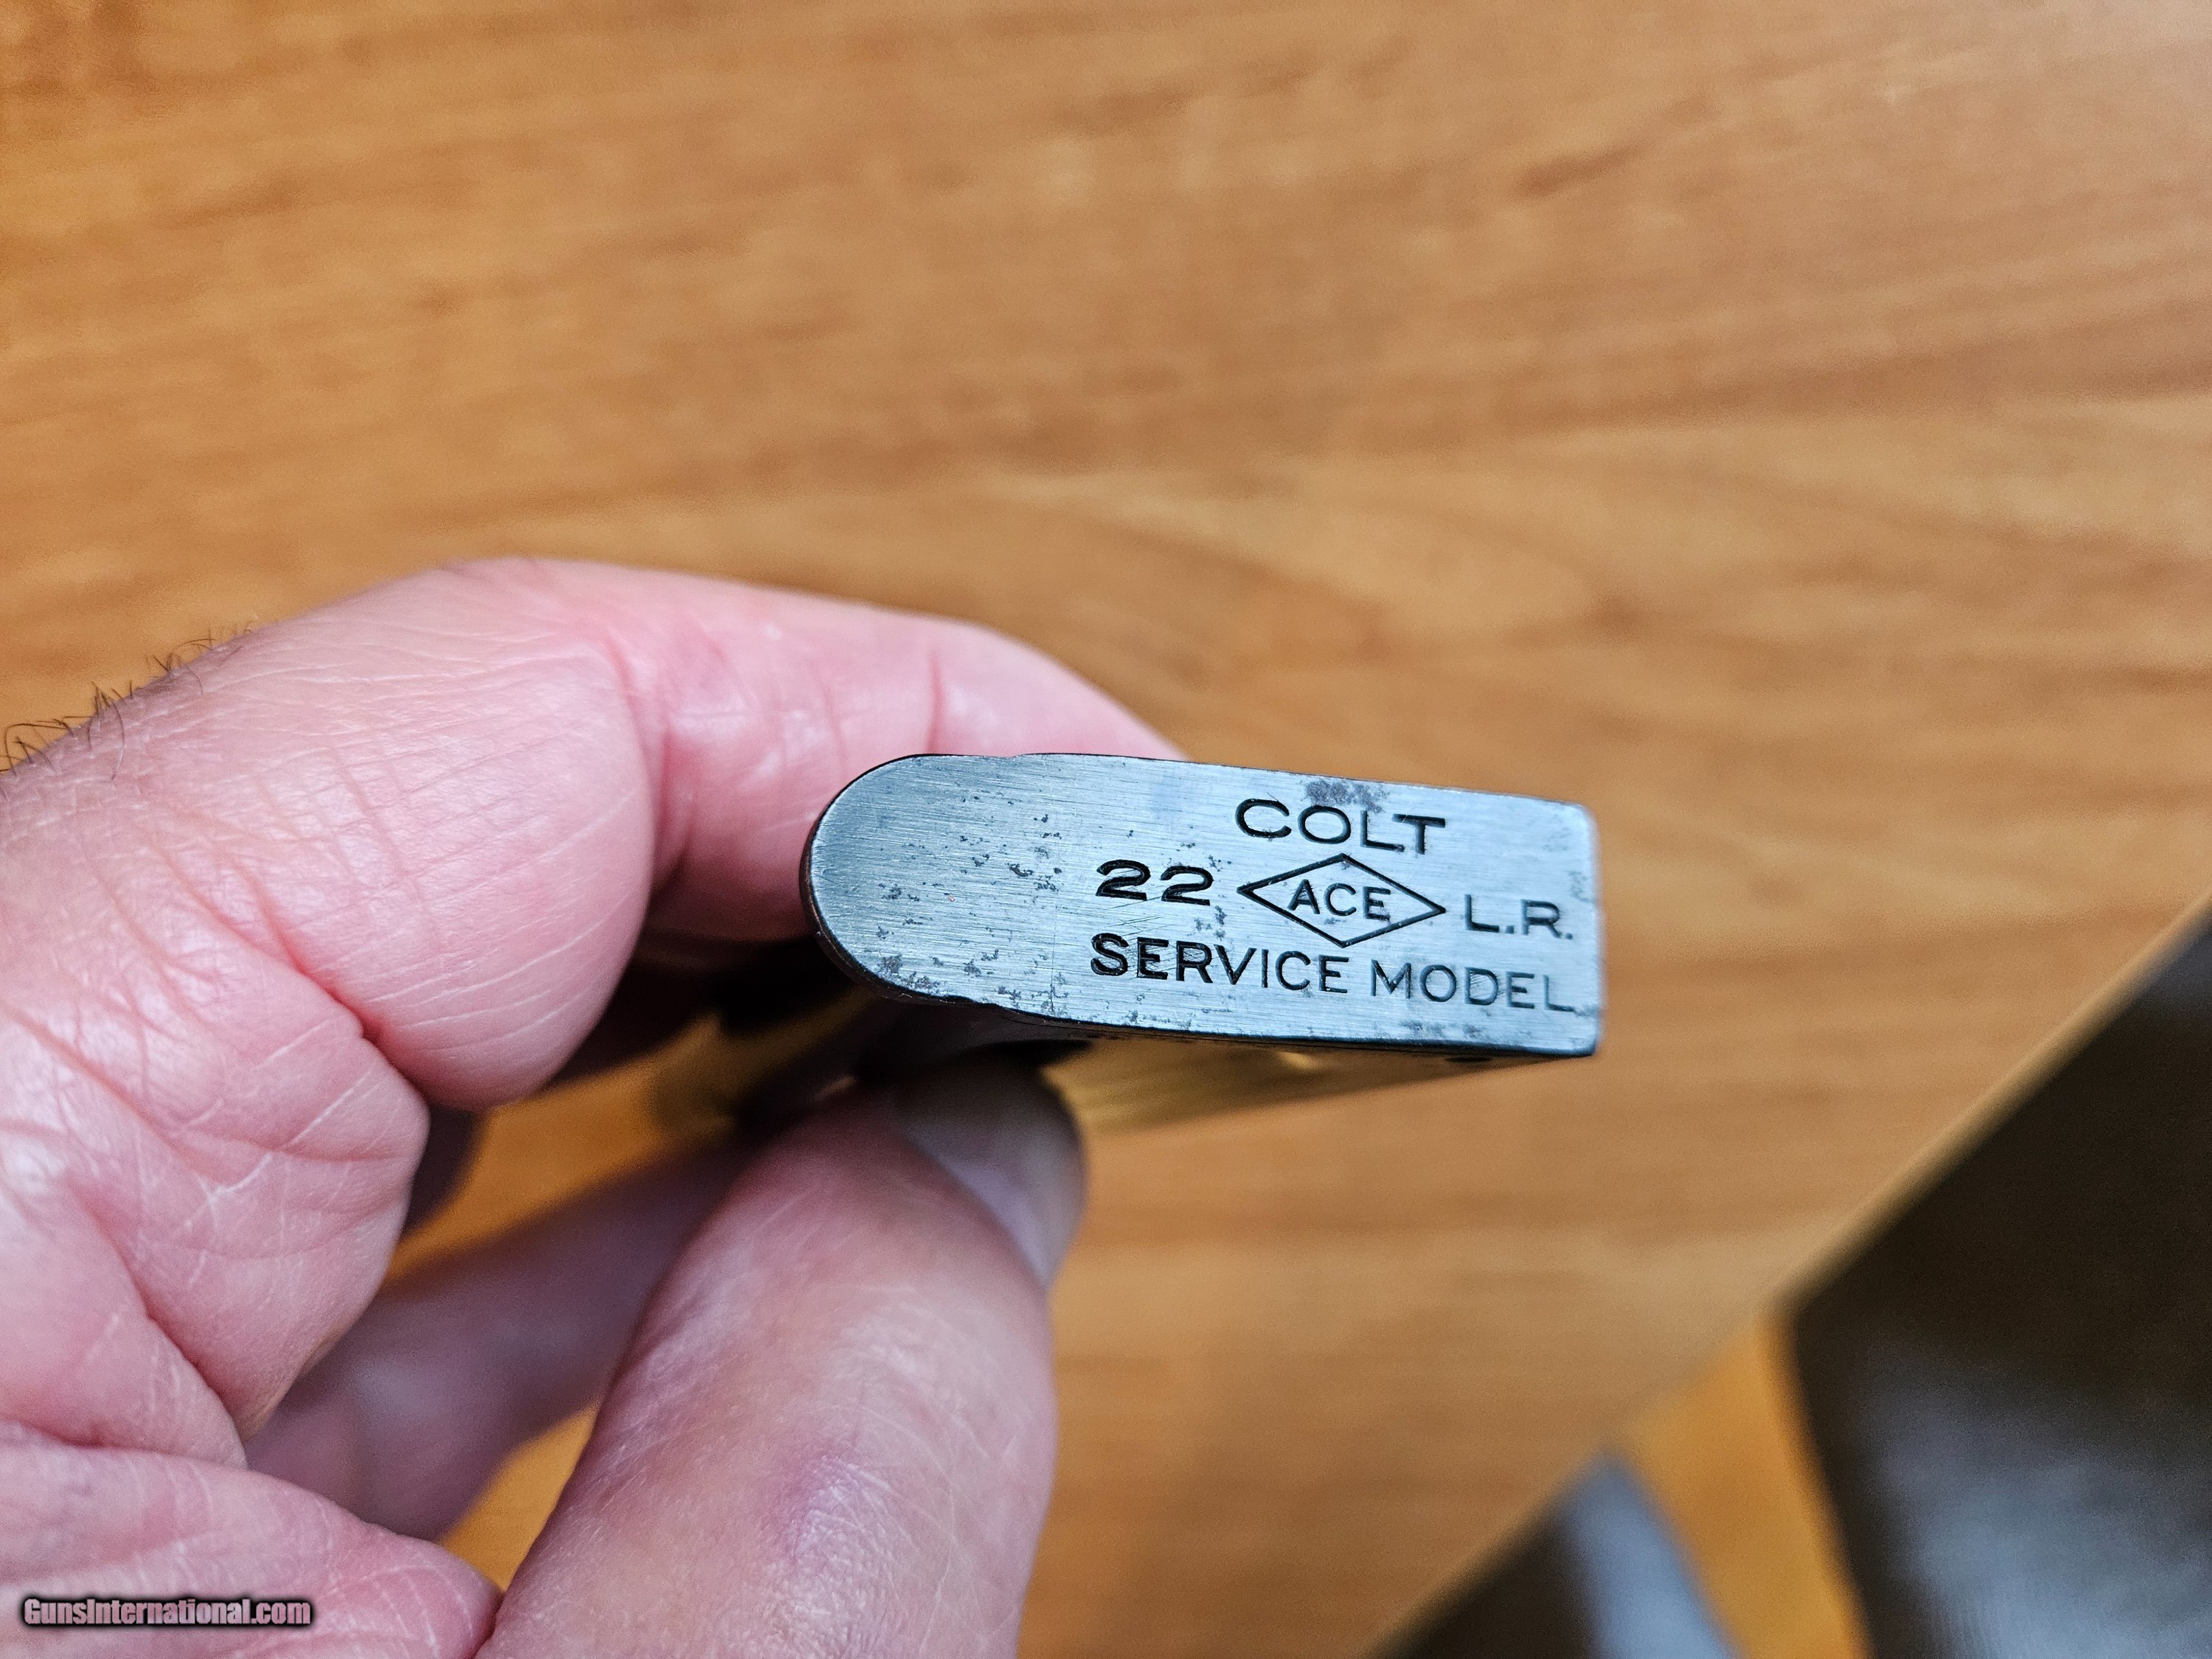 COLT
22 ACE L.R.
SERVICE MODEL
GunsInternational.com